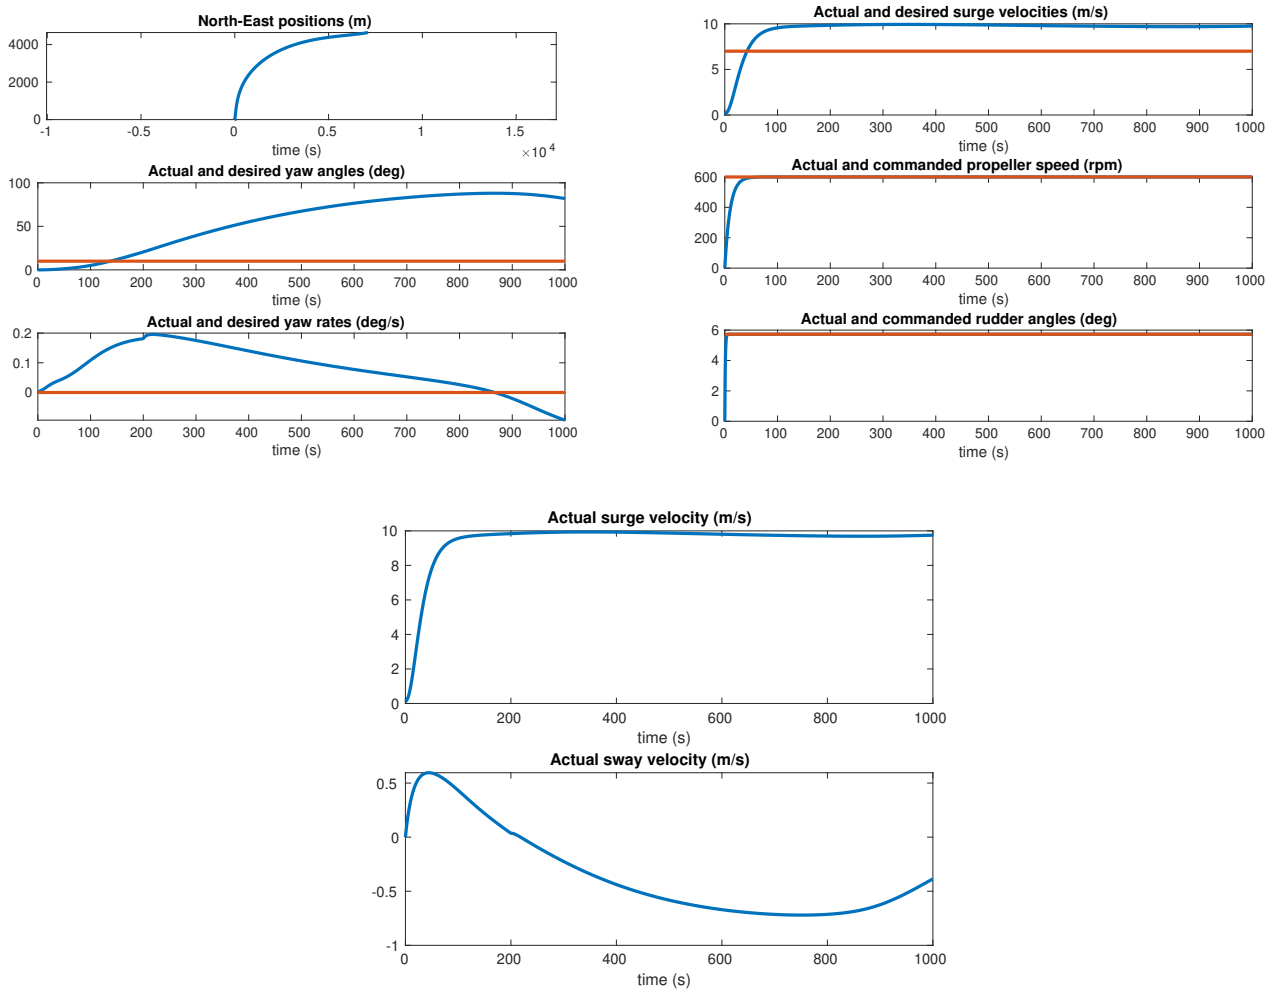 North-East positions (m)
4000
2000
0
-1 -0.5 0 0.5 1 1.5
time (s)
×10 4
Actual and desired yaw angles (deg)
100
50
0
0 100 200 300 400 500 600 700 800 900 1000
time (s)
Actual and desired yaw rates (deg/s)
0.2
0.1
0
0 100 200 300 400 500 600 700 800 900 1000
time (s)
Actual and desired surge velocities (m/s)
10
5
0
0 100 200 300 400 500 600 700 800 900 1000
time (s)
Actual and commanded propeller speed (rpm)
600
400
200
0
0 100 200 300 400 500 600 700 800 900 1000
time (s)
Actual and commanded rudder angles (deg)
6
4
2
0
0 100 200 300 400 500 600 700 800 900 1000
time (s)
Actual surge velocity (m/s)
10
8
6
4
2
0
0 200 400 600 800 1000
time (s)
Actual sway velocity (m/s)
0.5
0
-0.5
-1
0 200 400 600 800 1000
time (s)